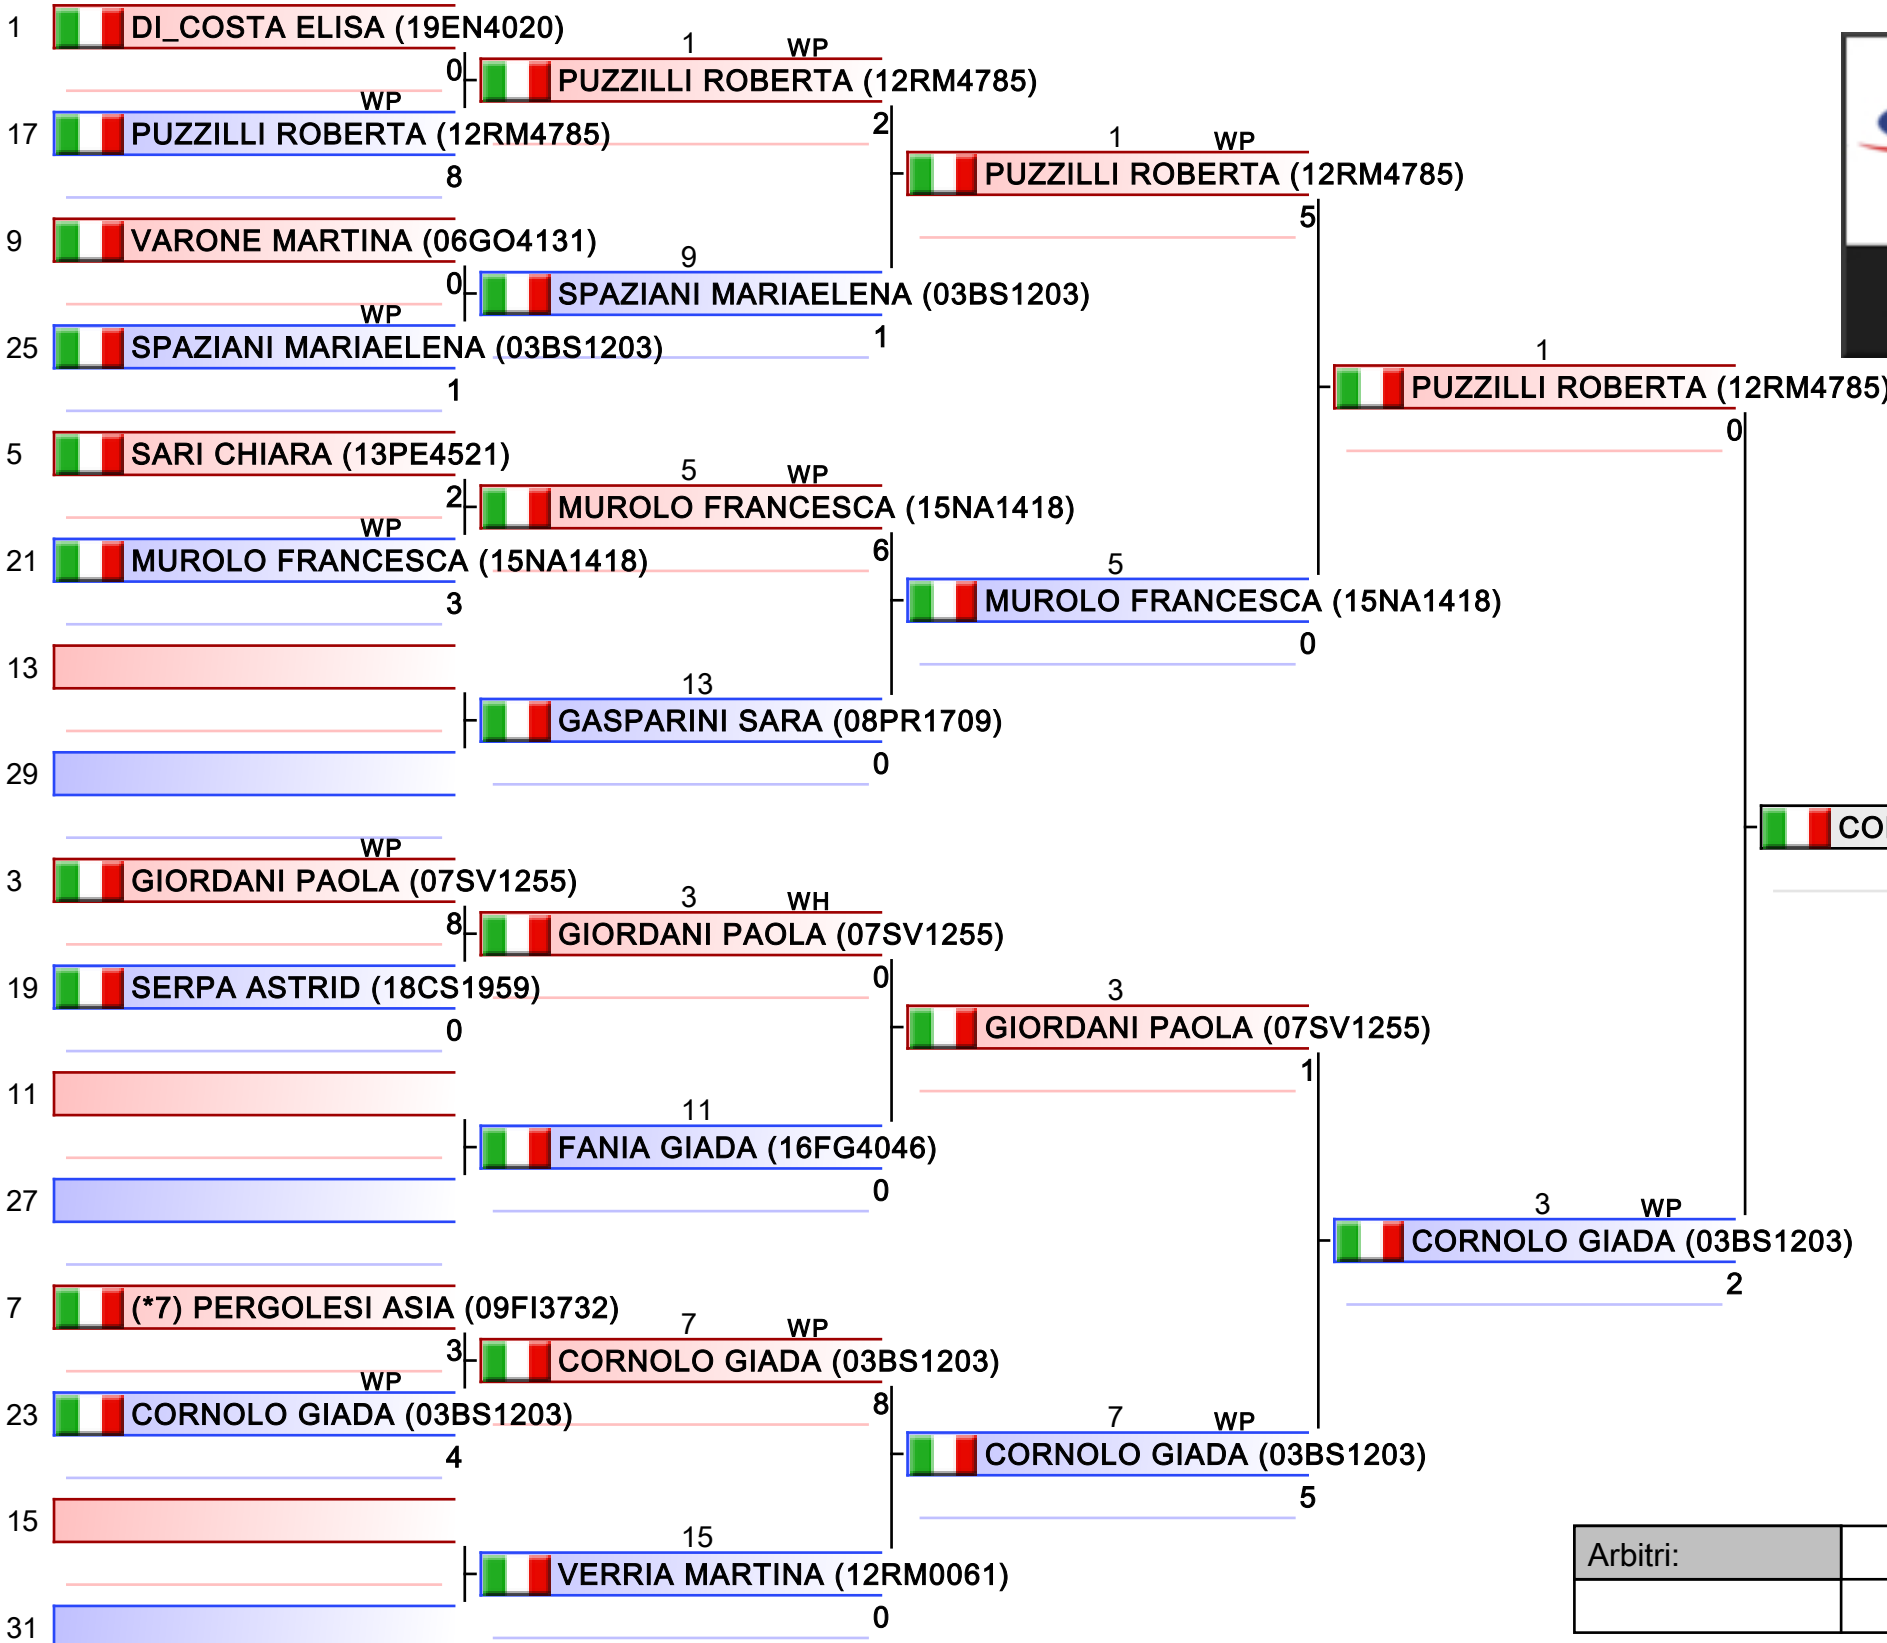 1 DI_COSTA ELISA (19EN4020)
0
WP
17 PUZZILLI ROBERTA (12RM4785)
8
9 VARONE MARTINA (06GO4131)
0
WP
25 SPAZIANI MARIAELENA (03BS1203)
1
5 SARI CHIARA (13PE4521)
2
WP
21 MUROLO FRANCESCA (15NA1418)
3
13
29
WP
3 GIORDANI PAOLA (07SV1255)
8
19 SERPA ASTRID (18CS1959)
0
11
27
7 (*7) PERGOLESI ASIA (09FI3732)
3
WP
23 CORNOLO GIADA (03BS1203)
4
15
31
1 WP
PUZZILLI ROBERTA (12RM4785)
2
9
SPAZIANI MARIAELENA (03BS1203)
1
5 WP
MUROLO FRANCESCA (15NA1418)
6
13
GASPARINI SARA (08PR1709)
0
3 WH
GIORDANI PAOLA (07SV1255)
0
11
FANIA GIADA (16FG4046)
0
7 WP
CORNOLO GIADA (03BS1203)
8
15
VERRIA MARTINA (12RM0061)
0
1 WP
PUZZILLI ROBERTA (12RM4785)
5
5
MUROLO FRANCESCA (15NA1418)
0
3
GIORDANI PAOLA (07SV1255)
1
7 WP
CORNOLO GIADA (03BS1203)
5
1
PUZZILLI ROBERTA (12RM4785)
0
3 WP
CORNOLO GIADA (03BS1203)
2
Arbitri: